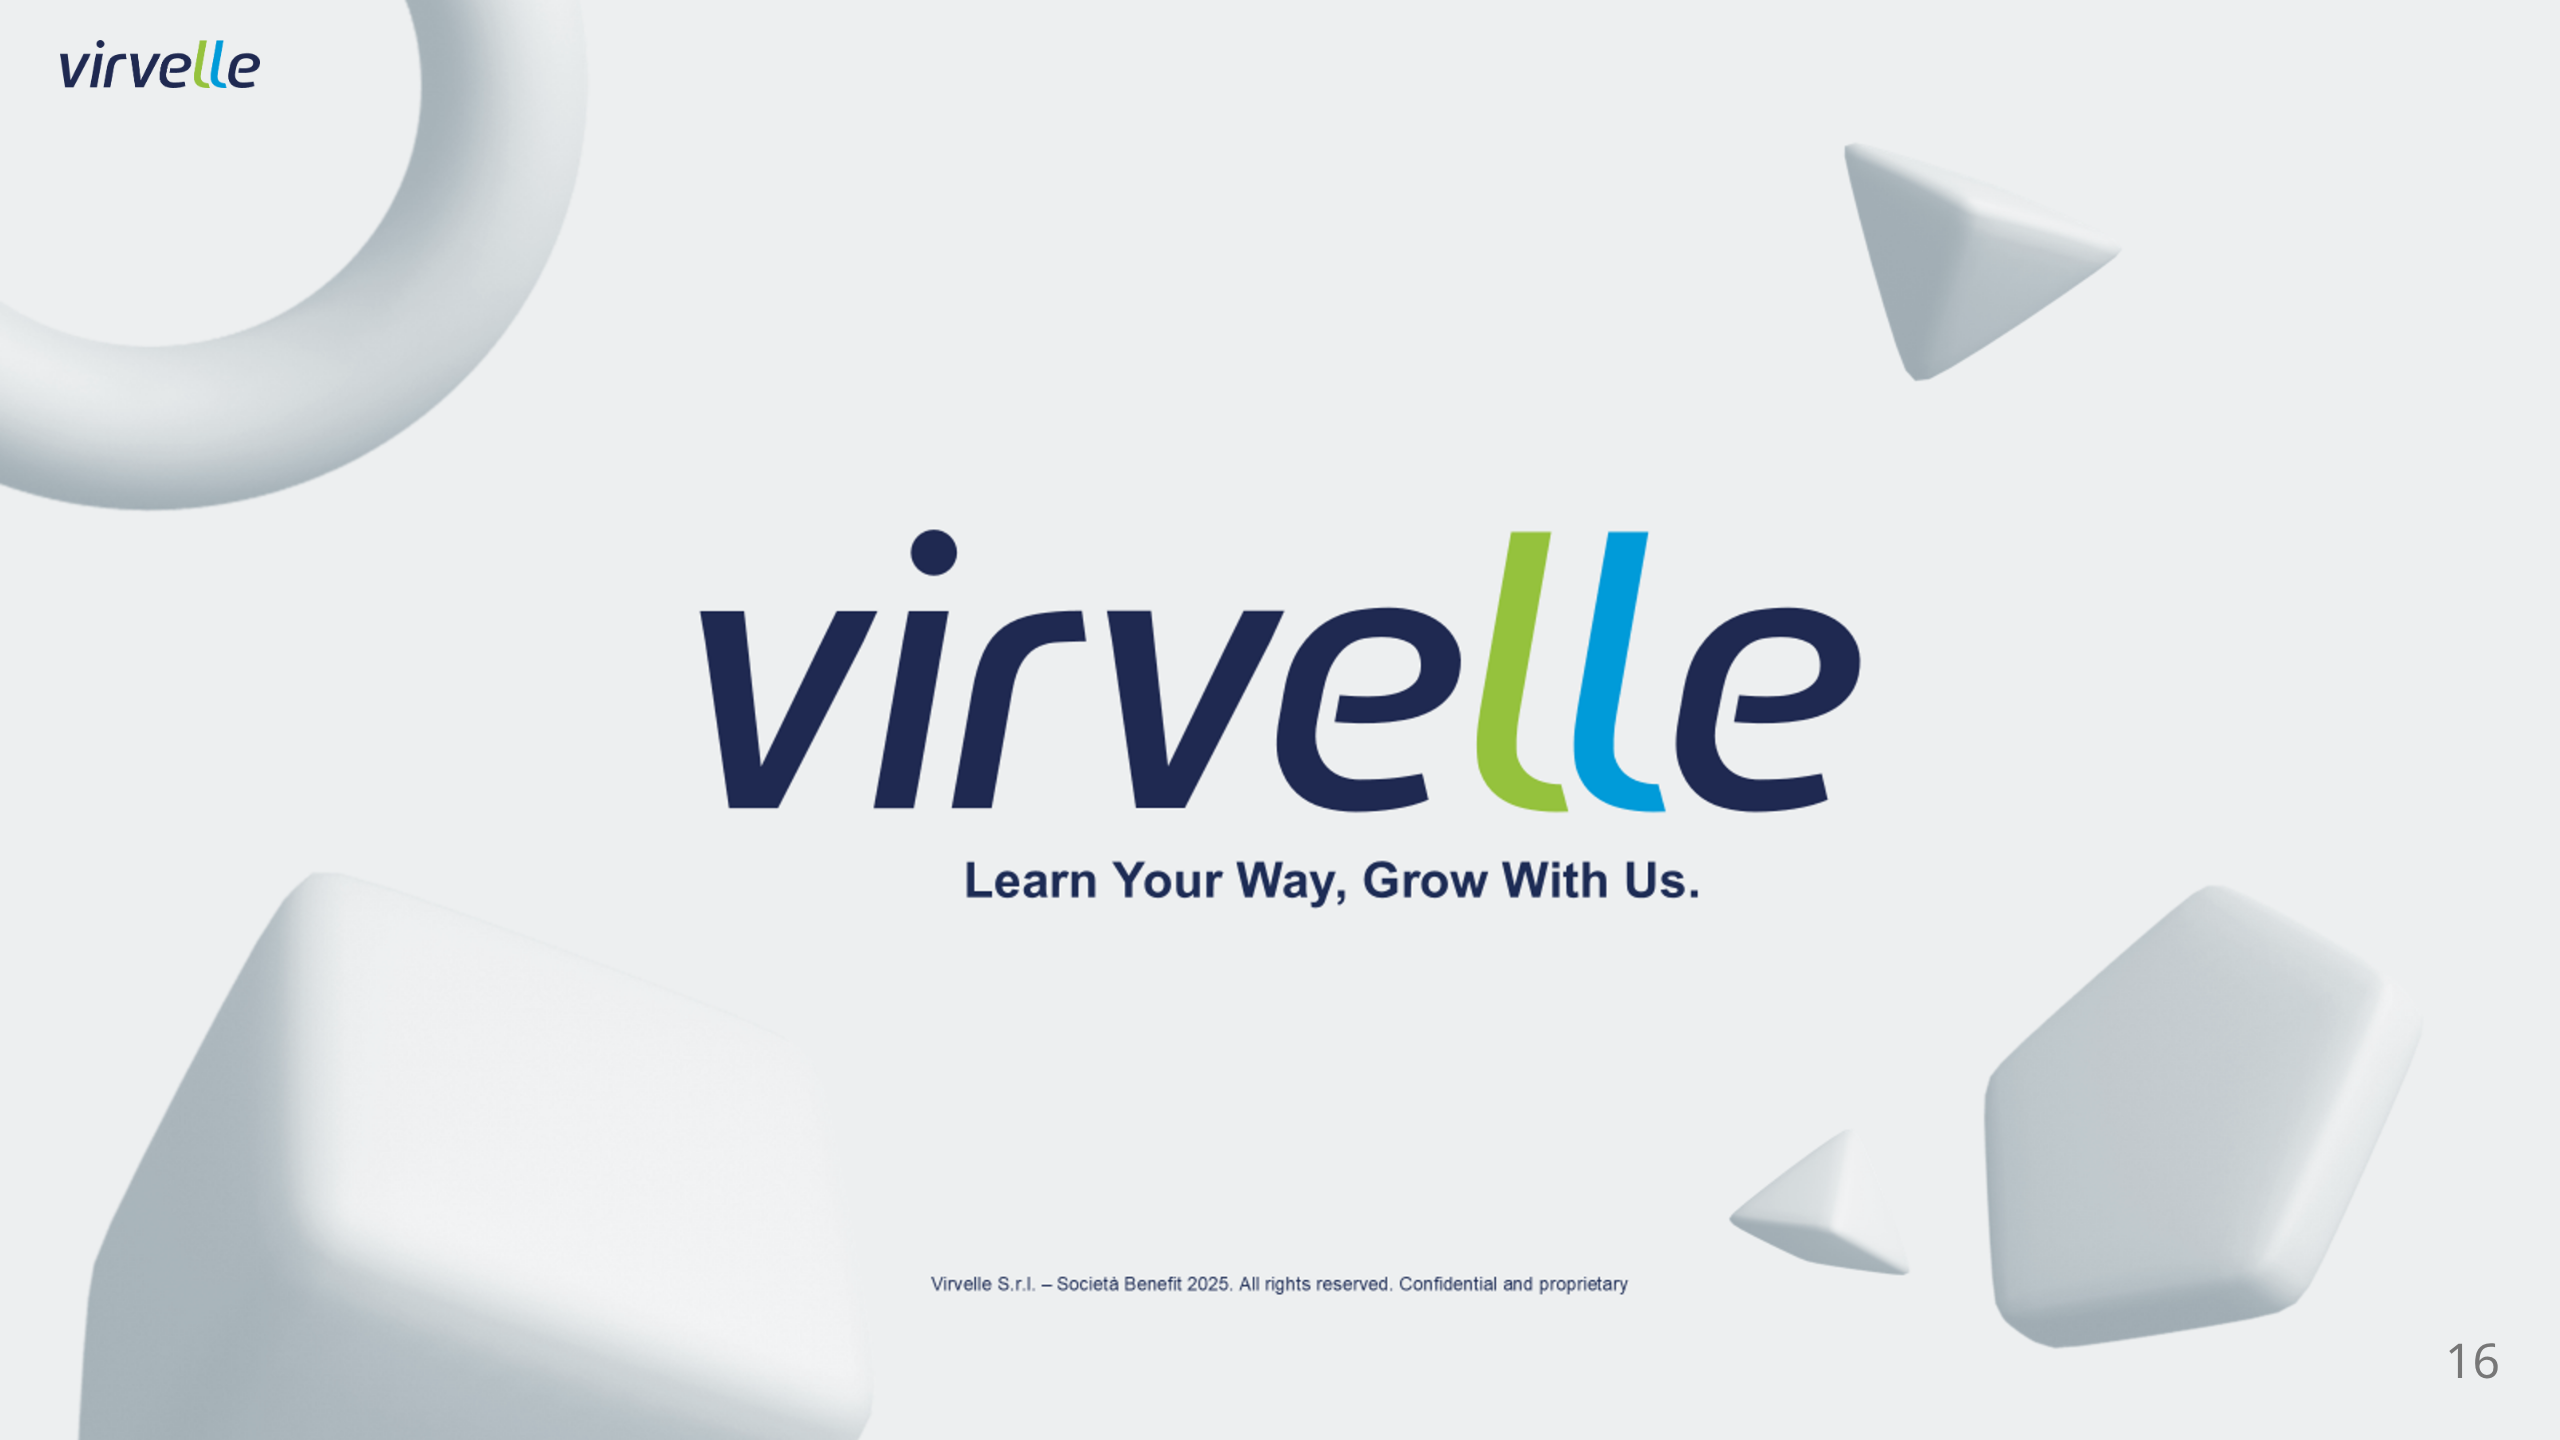 virvelle
virvelle
Learn Your Way, Grow With Us.
Virvelle S.r.l. – Società Benefit 2025. All rights reserved. Confidential and proprietary
16